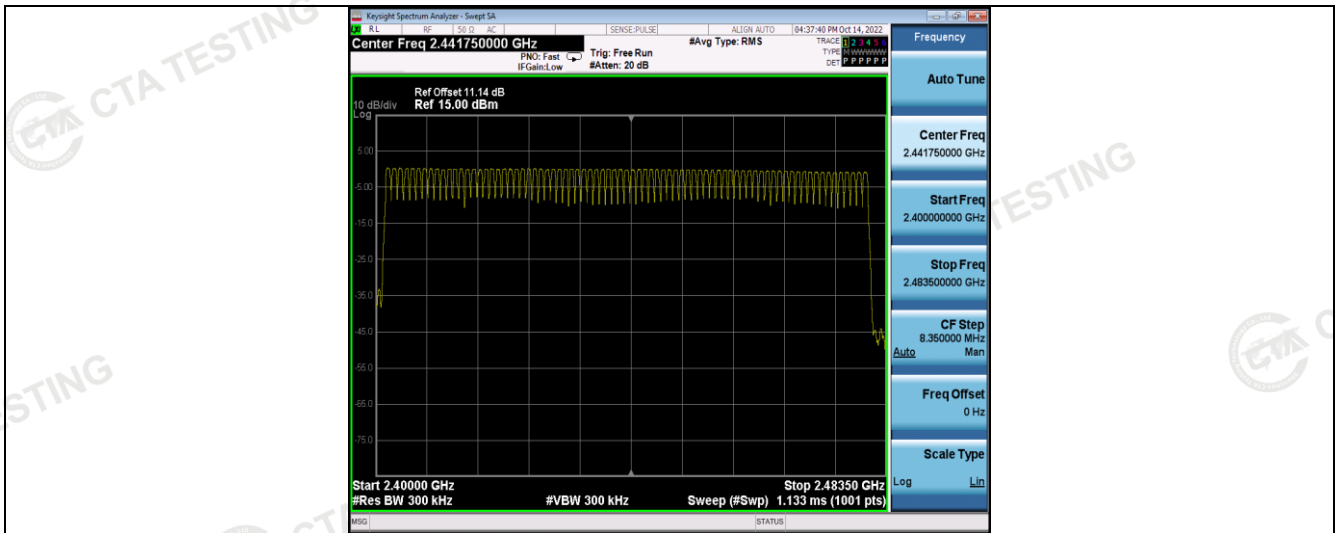 CTA TESTING
Keysight Spectrum Analyzer - Swept SA
RL RF 50 Ω AC SENSE:PULSE ALIGN AUTO 04:37:40 PM Oct 14, 2022
Center Freq 2.441750000 GHz
PNO: Fast
IFGain:Low
Trig: Free Run
#Atten: 20 dB
#Avg Type: RMS
TRACE 1 2 3 4 5 6
TYPE M WWWWW
DET P P P P P P
Ref Offset 11.14 dB
10 dB/div Ref 15.00 dBm
Log
5.00
-5.00
-15.0
-25.0
-35.0
-45.0
-55.0
-65.0
-75.0
Start 2.40000 GHz Stop 2.48350 GHz
#Res BW 300 kHz #VBW 300 kHz Sweep (#Swp) 1.133 ms (1001 pts)
MSG STATUS
Frequency
Auto Tune
Center Freq
2.441750000 GHz
Start Freq
2.400000000 GHz
Stop Freq
2.483500000 GHz
CF Step
8.350000 MHz
Auto Man
Freq Offset
0 Hz
Scale Type
Log Lin
TESTING
CTA
STING
CT